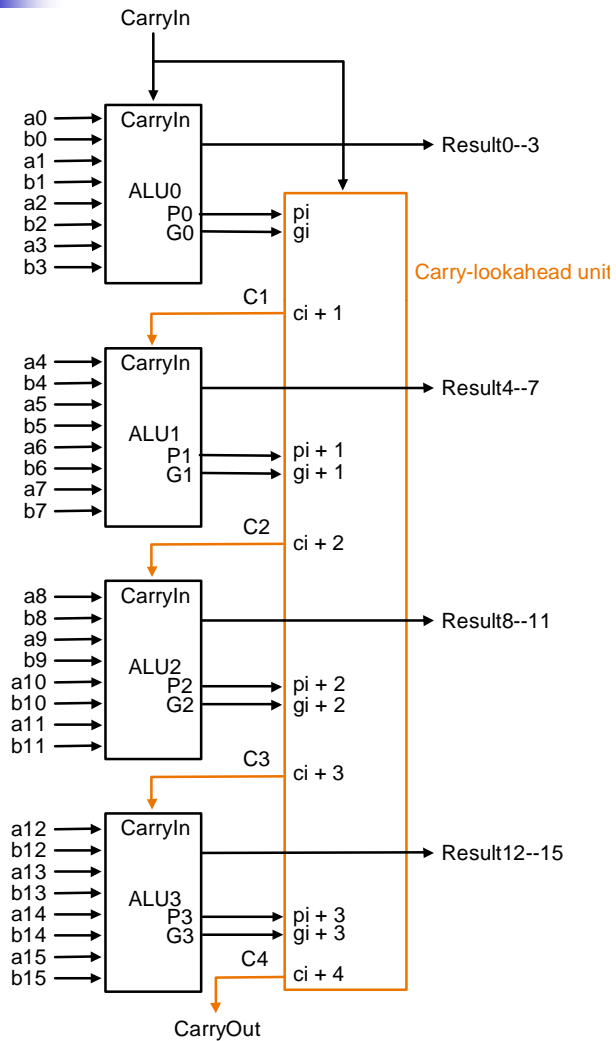 CarryIn
a0
b0
a1
b1
a2
b2
a3
b3
CarryIn
ALU0
P0
G0
pi
gi
Result0--3
Carry-lookahead unit
C1
ci + 1
a4
b4
a5
b5
a6
b6
a7
b7
CarryIn
ALU1
P1
G1
pi + 1
gi + 1
Result4--7
C2
ci + 2
a8
b8
a9
b9
a10
b10
a11
b11
CarryIn
ALU2
P2
G2
pi + 2
gi + 2
Result8--11
C3
ci + 3
a12
b12
a13
b13
a14
b14
a15
b15
CarryIn
ALU3
P3
G3
pi + 3
gi + 3
Result12--15
C4
ci + 4
CarryOut